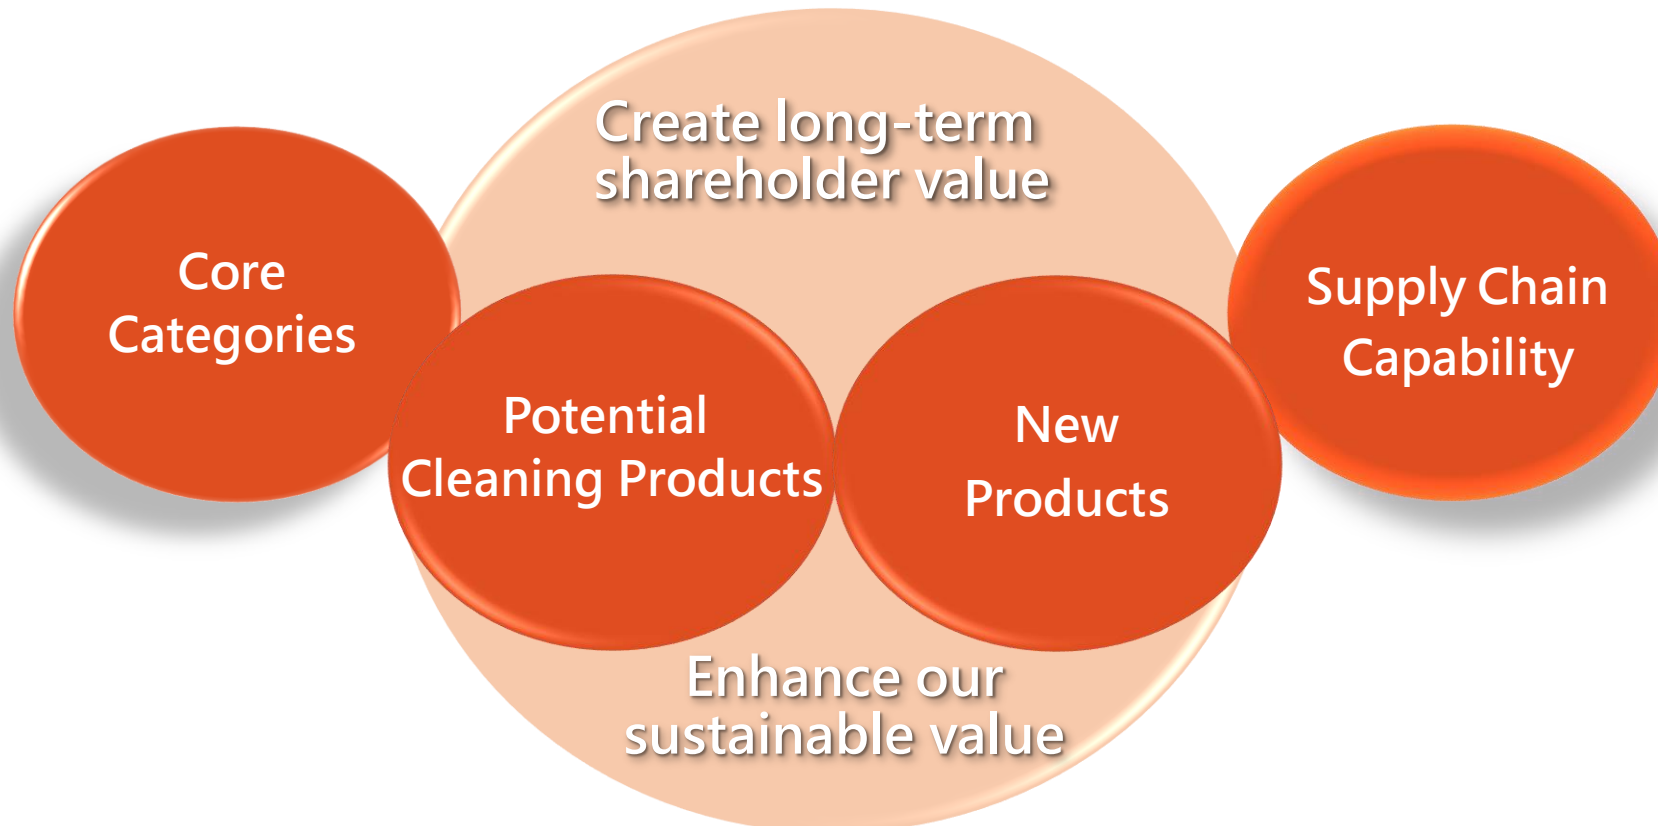 Create long-term
shareholder value
Core
Categories
Potential
Cleaning Products
New
Products
Supply Chain
Capability
Enhance our
sustainable value